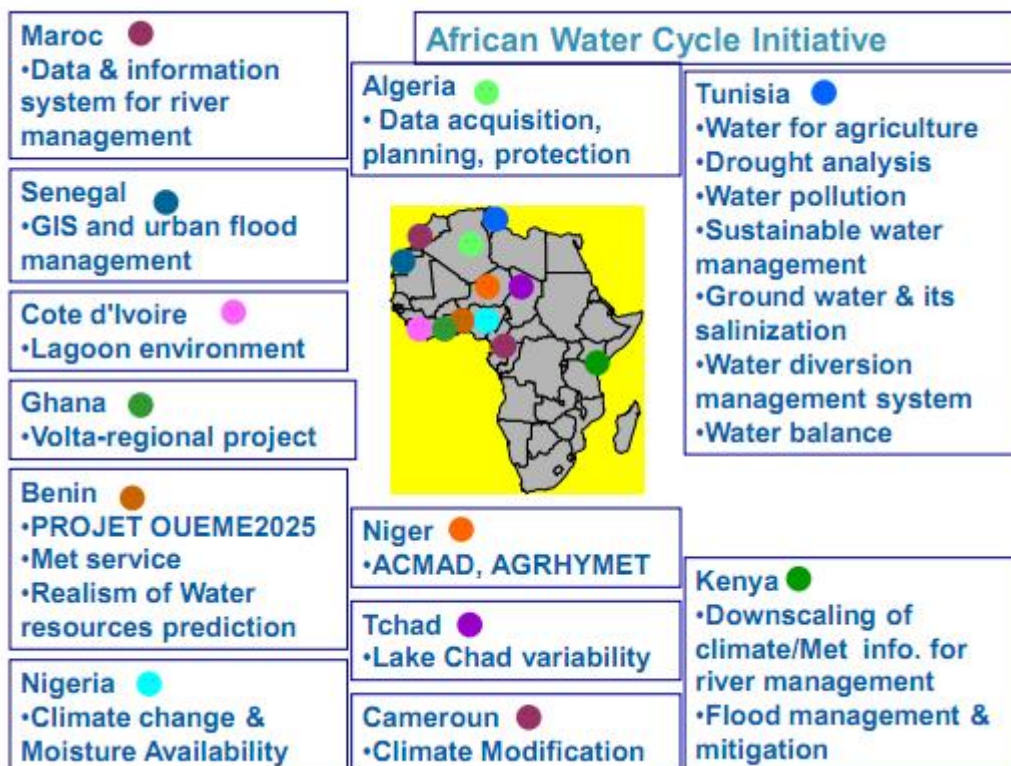 African Water Cycle Initiative
Maroc
•Data & information
system for river
management
Senegal
•GIS and urban flood
management
Cote d'Ivoire
•Lagoon environment
Ghana
•Volta-regional project
Benin
•PROJET OUEME2025
•Met service
•Realism of Water
resources prediction
Nigeria
•Climate change &
Moisture Availability
Algeria
• Data acquisition,
planning, protection
Niger
•ACMAD, AGRHYMET
Tchad
•Lake Chad variability
Cameroun
•Climate Modification
Tunisia
•Water for agriculture
•Drought analysis
•Water pollution
•Sustainable water
management
•Ground water & its
salinization
•Water diversion
management system
•Water balance
Kenya
•Downscaling of
climate/Met info. for
river management
•Flood management &
mitigation